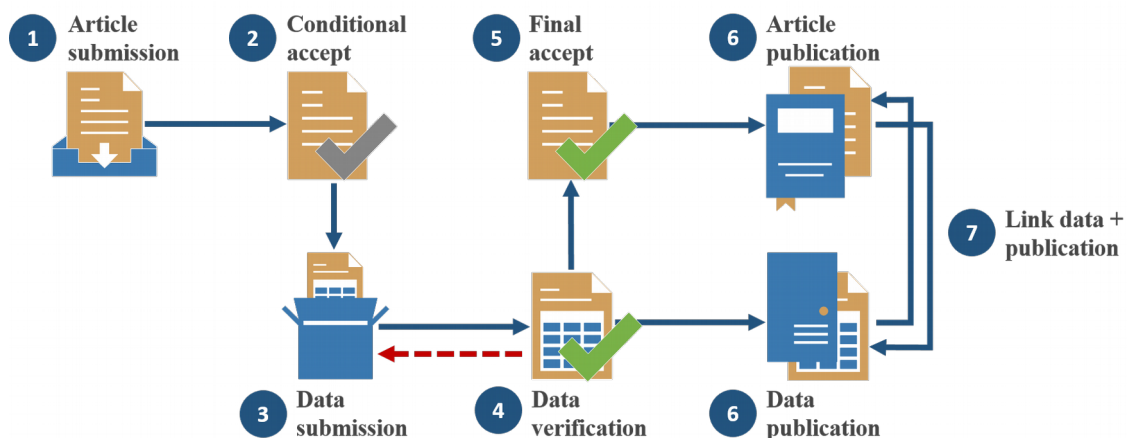 1 Article
submission
2 Conditional
accept
5 Final
accept
6 Article
publication
7 Link data +
publication
3 Data
submission
4 Data
verification
6 Data
publication